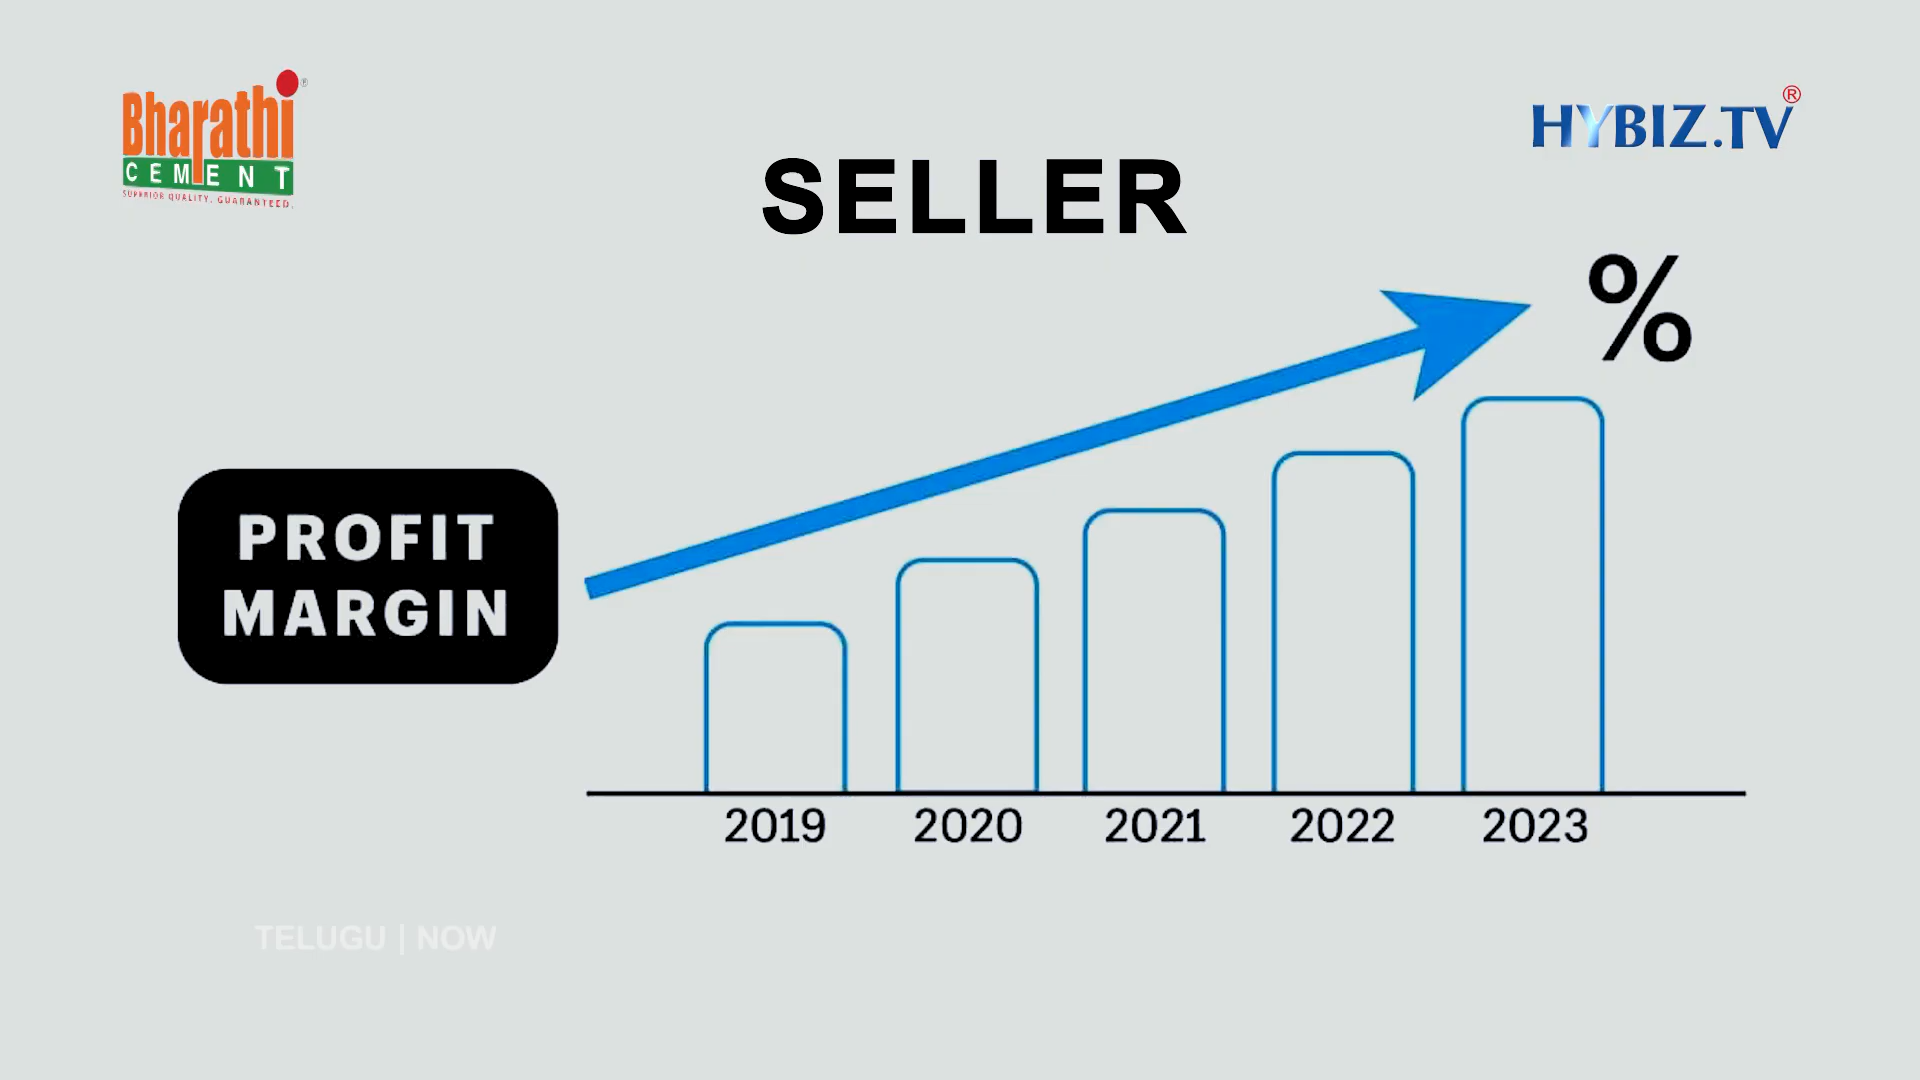 Bharathi®
CEMENT
SUPERIOR QUALITY. GUARANTEED.
HYBIZ.TV®
SELLER
%
PROFIT
MARGIN
2019
2020
2021
2022
2023
TELUGU | NOW